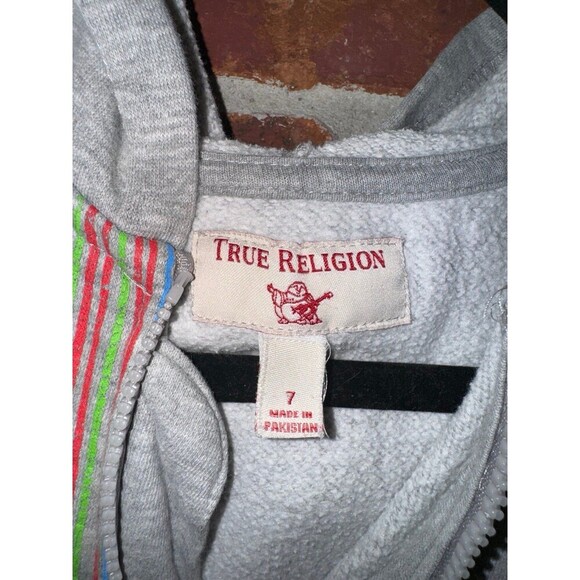 TRUE RELIGION
7
MADE IN
PAKISTAN